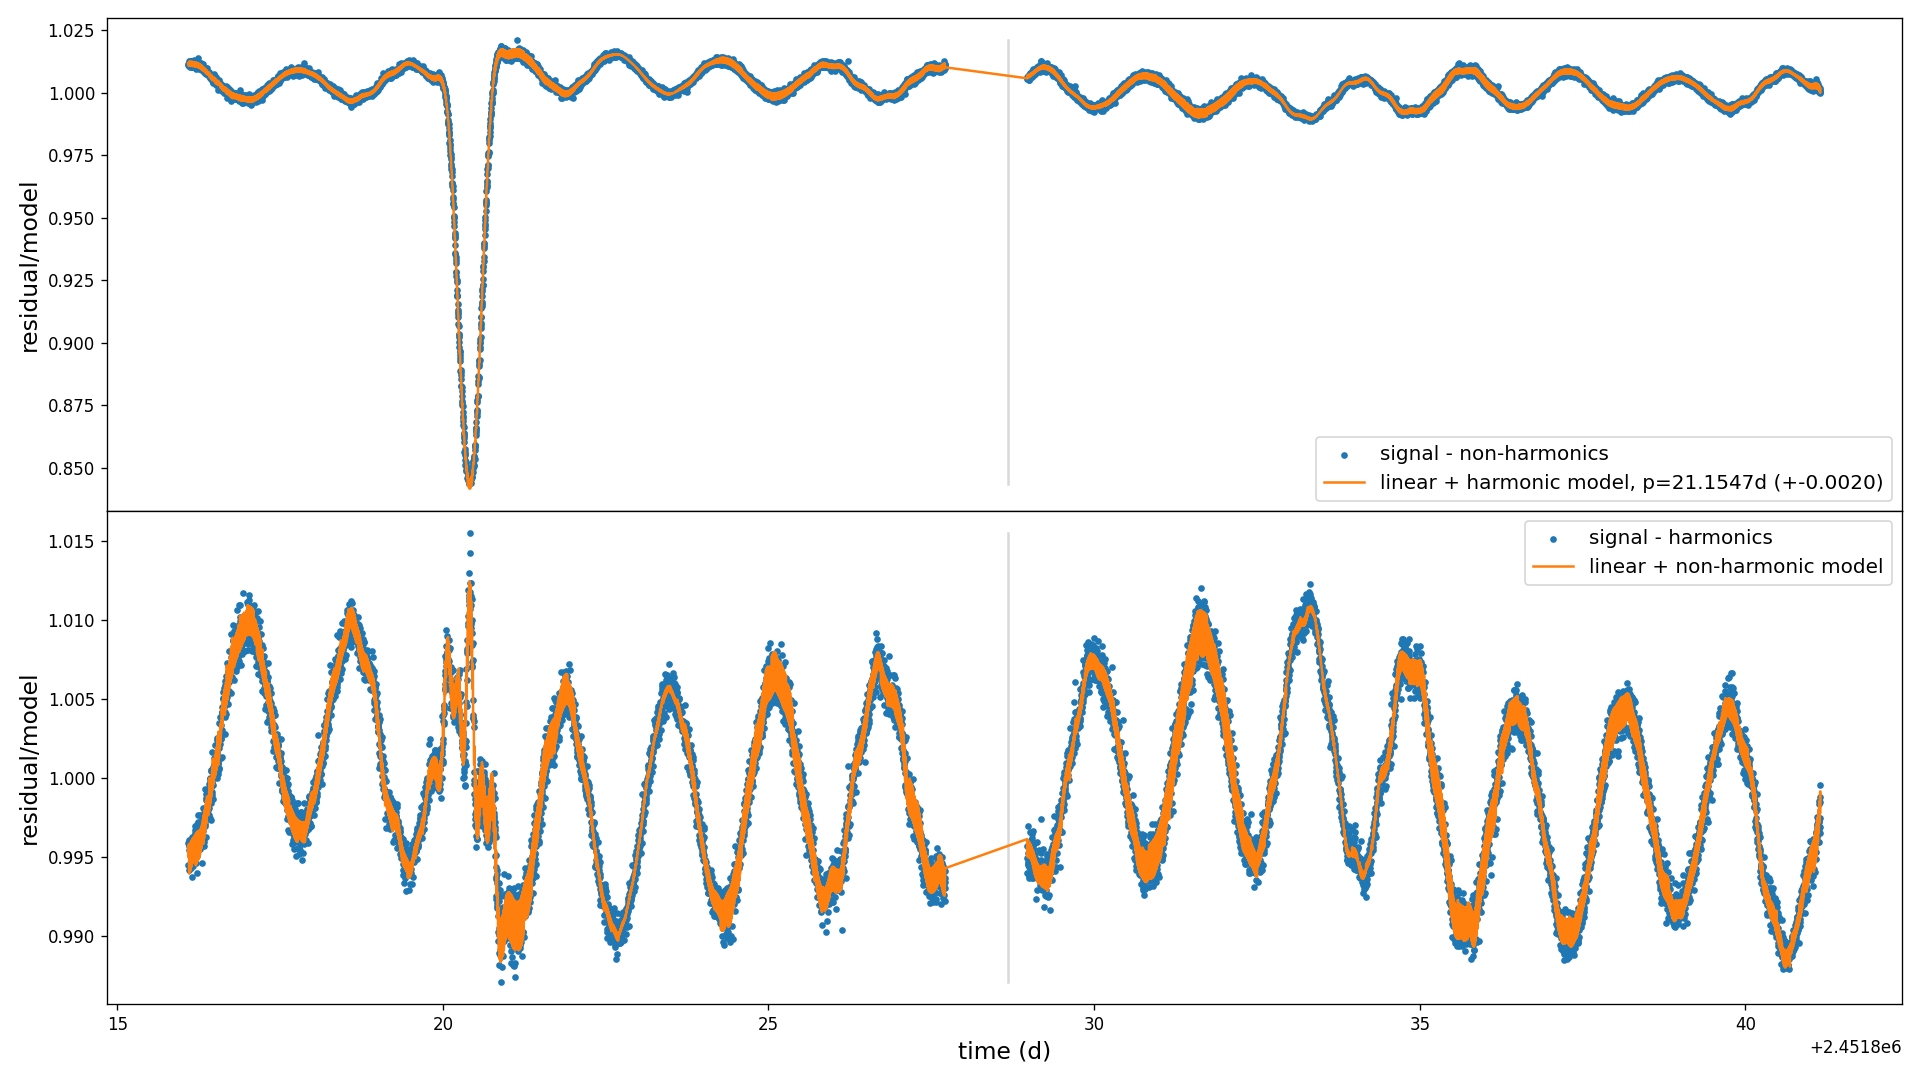 1.025
1.000
0.975
0.950
0.925
0.900
0.875
0.850
residual/model
signal - non-harmonics
linear + harmonic model, p=21.1547d (+-0.0020)
1.015
1.010
1.005
1.000
0.995
0.990
residual/model
signal - harmonics
linear + non-harmonic model
15 20 25 30 35 40
time (d)
+2.4518e6